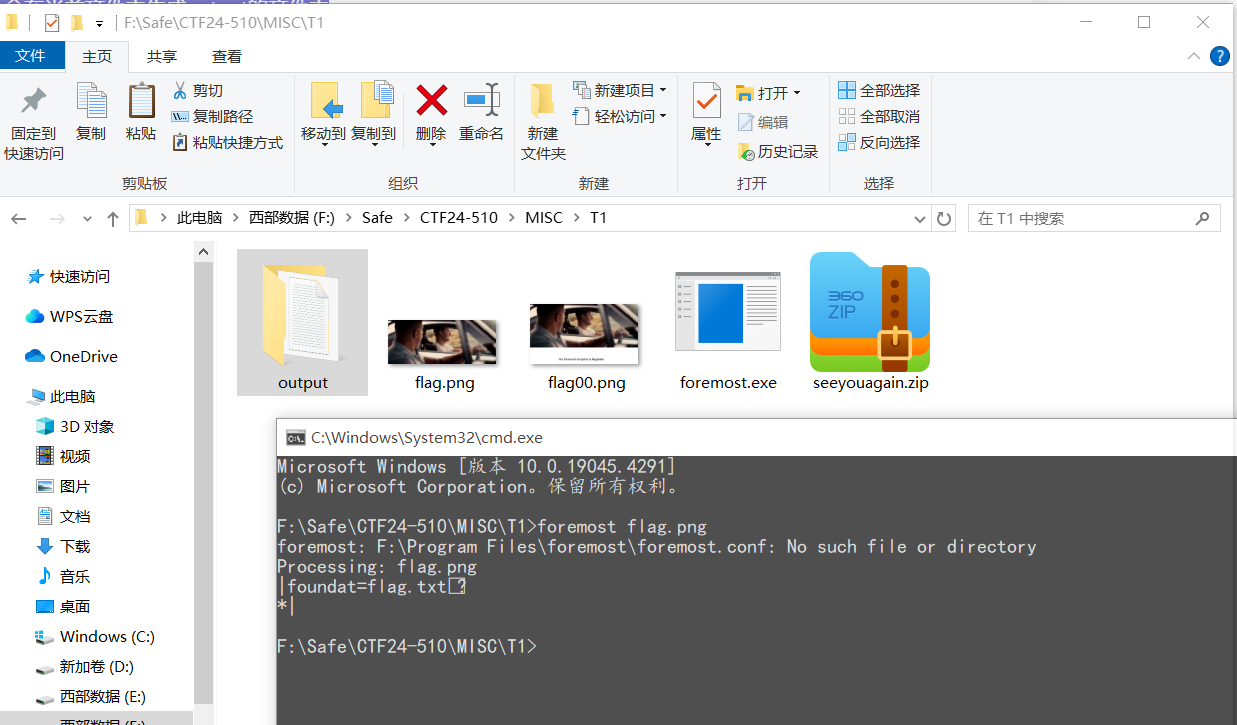 F:\Safe\CTF24-510\MISC\T1
文件 主页 共享 查看
固定到
快速访问
复制
粘贴
剪切
复制路径
粘贴快捷方式
剪贴板
移动到 复制到 删除 重命名
组织
新建
文件夹
新建项目
轻松访问
新建
属性
打开
编辑
历史记录
打开
全部选择
全部取消
反向选择
选择
此电脑 > 西部数据 (F:) > Safe > CTF24-510 > MISC > T1
在 T1 中搜索
快速访问
WPS云盘
OneDrive
此电脑
3D 对象
视频
图片
文档
下载
音乐
桌面
Windows (C:)
新加卷 (D:)
西部数据 (E:)
西部数据 (F:)
360
ZIP
output
flag.png
flag00.png
foremost.exe
seeyouagain.zip
C:\Windows\System32\cmd.exe
Microsoft Windows [版本 10.0.19045.4291]
(c) Microsoft Corporation。保留所有权利。
F:\Safe\CTF24-510\MISC\T1>foremost flag.png
foremost: F:\Program Files\foremost\foremost.conf: No such file or directory
Processing: flag.png
|foundat=flag.txt
*|
F:\Safe\CTF24-510\MISC\T1>